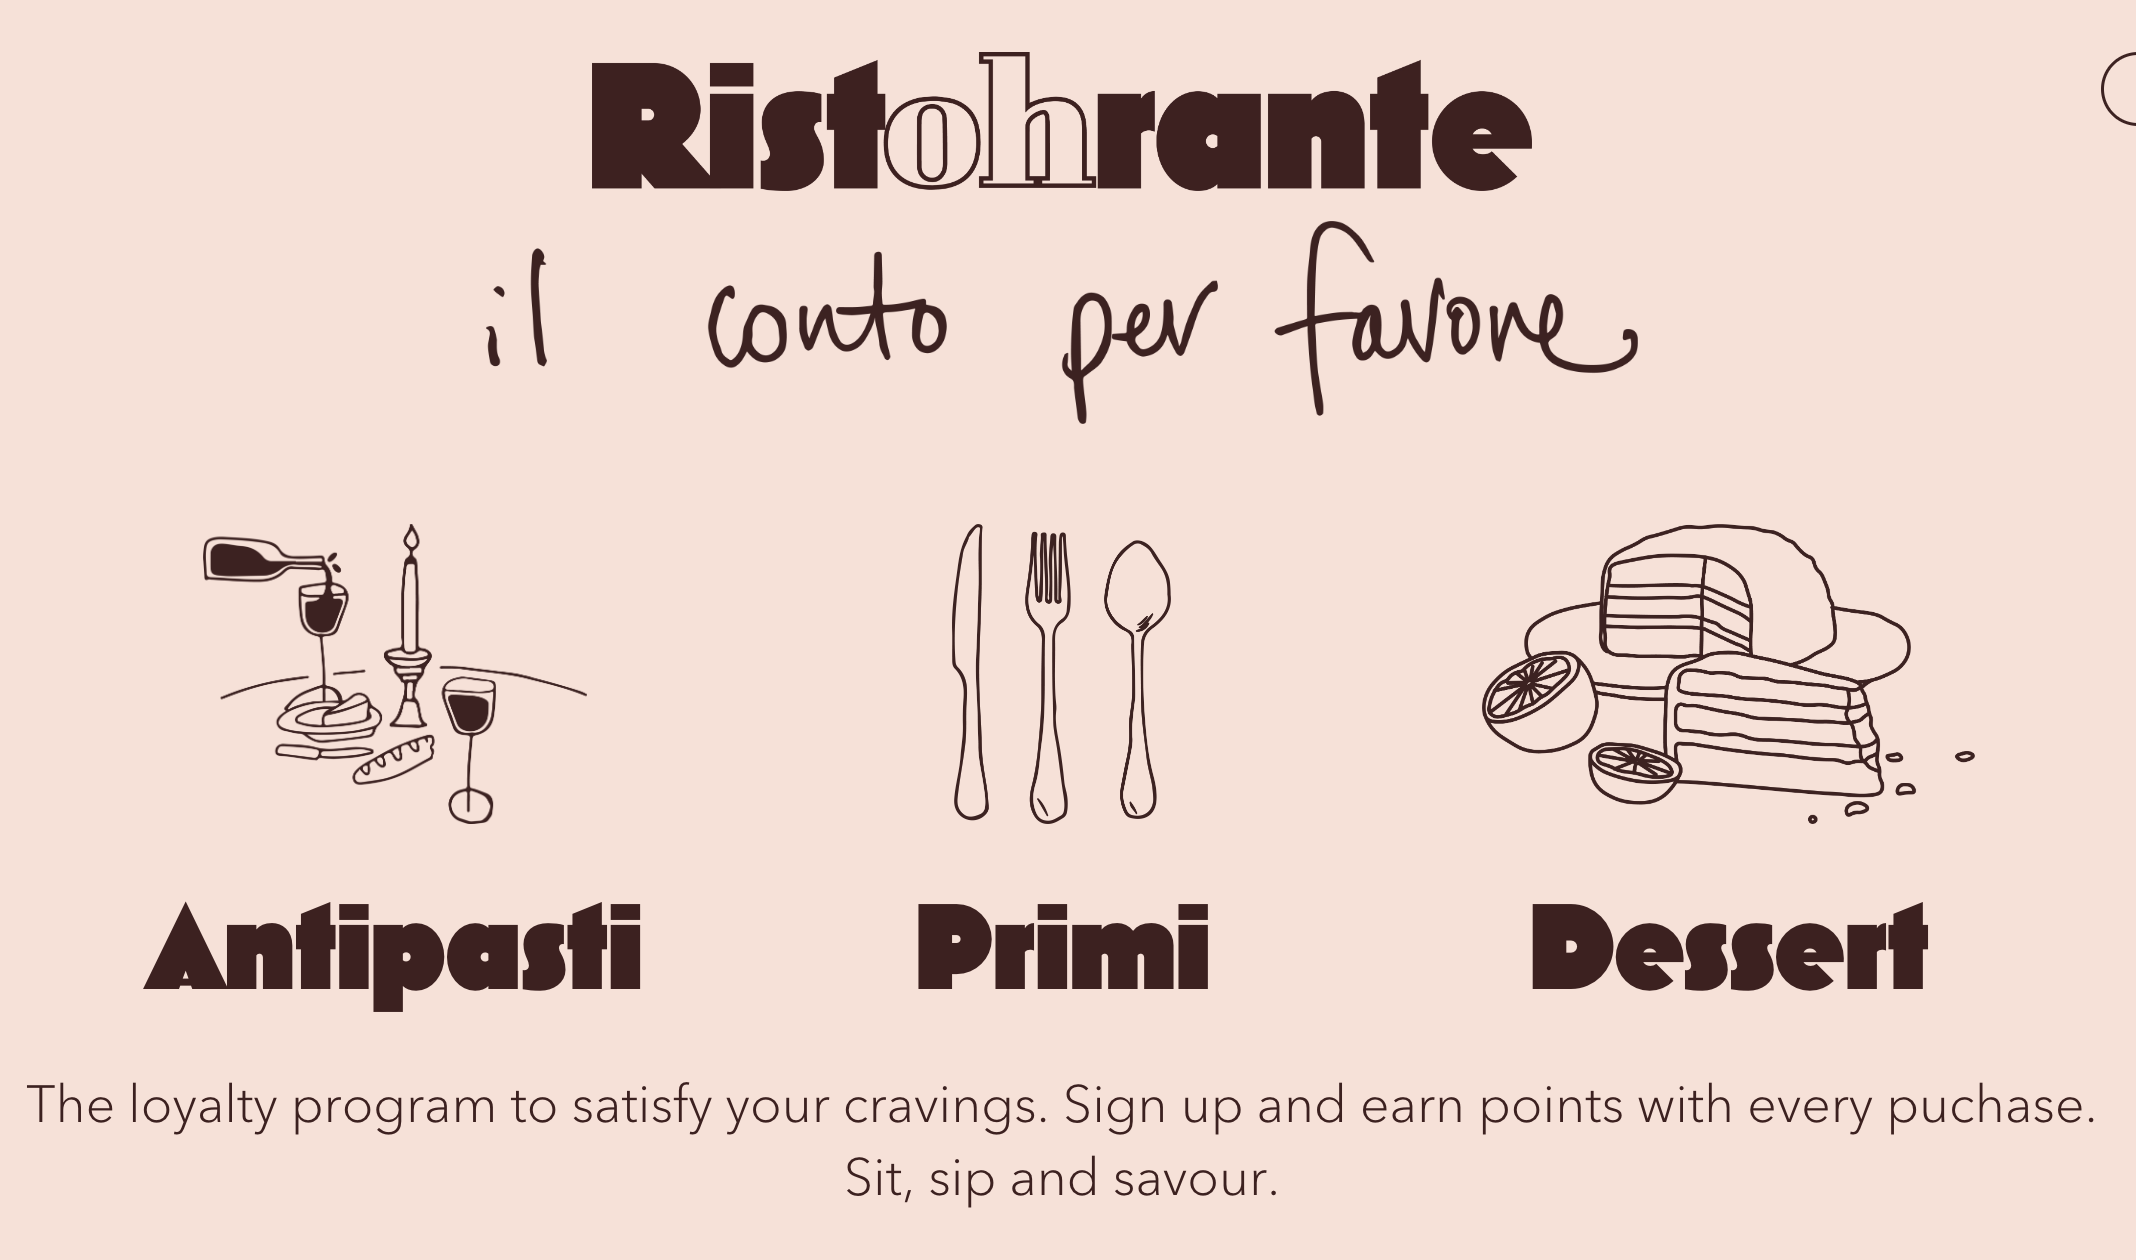 Ristohrante
il conto per favore
Antipasti
Primi
Dessert
The loyalty program to satisfy your cravings. Sign up and earn points with every puchase.
Sit, sip and savour.